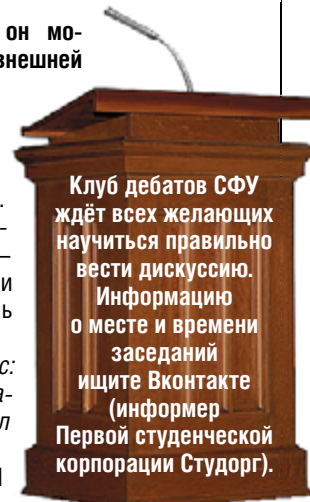 он мо-
внешней
и
ь
с:
а-
л
Клуб дебатов СФУ
ждёт всех желающих
научиться правильно
вести дискуссию.
Информацию
о месте и времени
заседаний
ищите Вконтакте
(информер
Первой студенческой
корпорации Студорг).